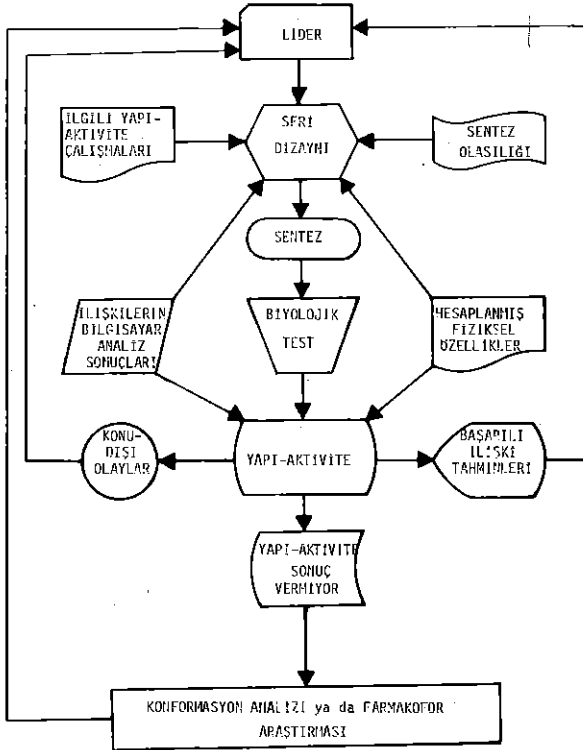 LİDER
İLGİLİ YAPI-
AKTİVİTE
ÇALIŞMALARI
SERİ
DİZAYNI
SENTEZ
OLASILIĞI
SENTEZ
İLİŞKİLERİN
BİLGİSAYAR
ANALİZ
SONUÇLARI
BİYOLOJİK
TEST
HESAPLANMIŞ
FİZİKSEL
ÖZELLİKLER
KONU-
DIŞI
OLAYLAR
YAPI-AKTİVİTE
BAŞARILI
İLİŞKİ
TAHMİNLERİ
YAPI-AKTİVİTE
SONUÇ
VERMİYOR
KONFORMASYON ANALİZİ ya da FARMAKOFOR
ARAŞTIRMASI